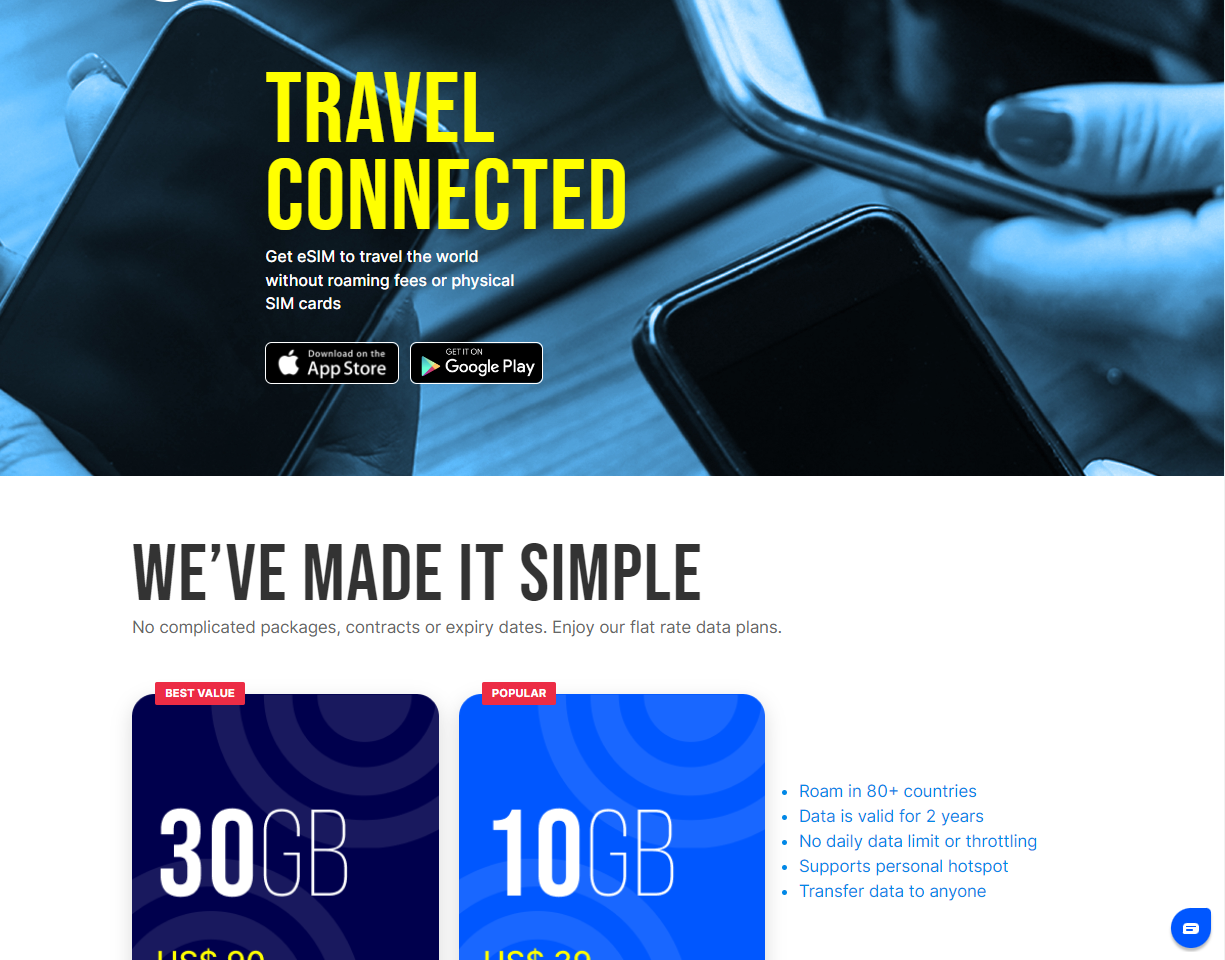 TRAVEL
CONNECTED
Get eSIM to travel the world
without roaming fees or physical
SIM cards
Download on the
App Store
GET IT ON
Google Play
WE’VE MADE IT SIMPLE
No complicated packages, contracts or expiry dates. Enjoy our flat rate data plans.
BEST VALUE
30GB
US$
POPULAR
10GB
US$
Roam in 80+ countries
Data is valid for 2 years
No daily data limit or throttling
Supports personal hotspot
Transfer data to anyone